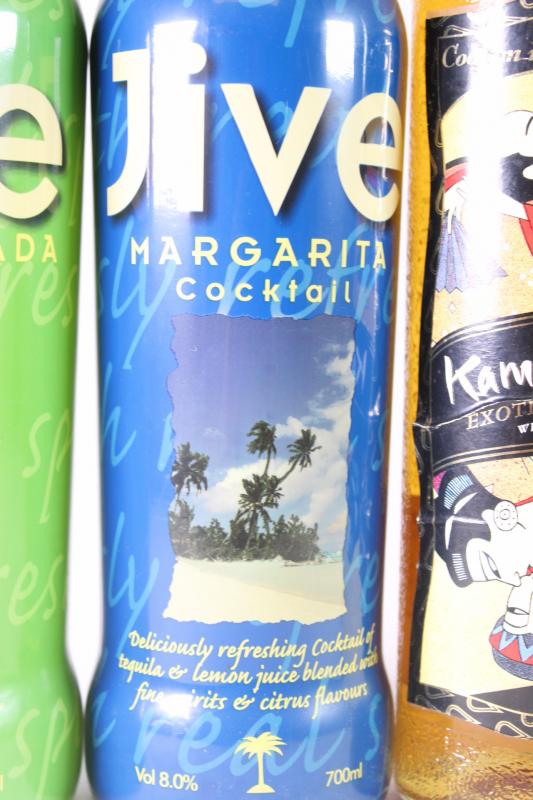 e
ADA
Jive
MARGARITA
Cocktail
Deliciously refreshing Cocktail of
tequila & lemon juice blended with
fine spirits & citrus flavours
Vol 8.0%
700ml
Kam
EXOTI